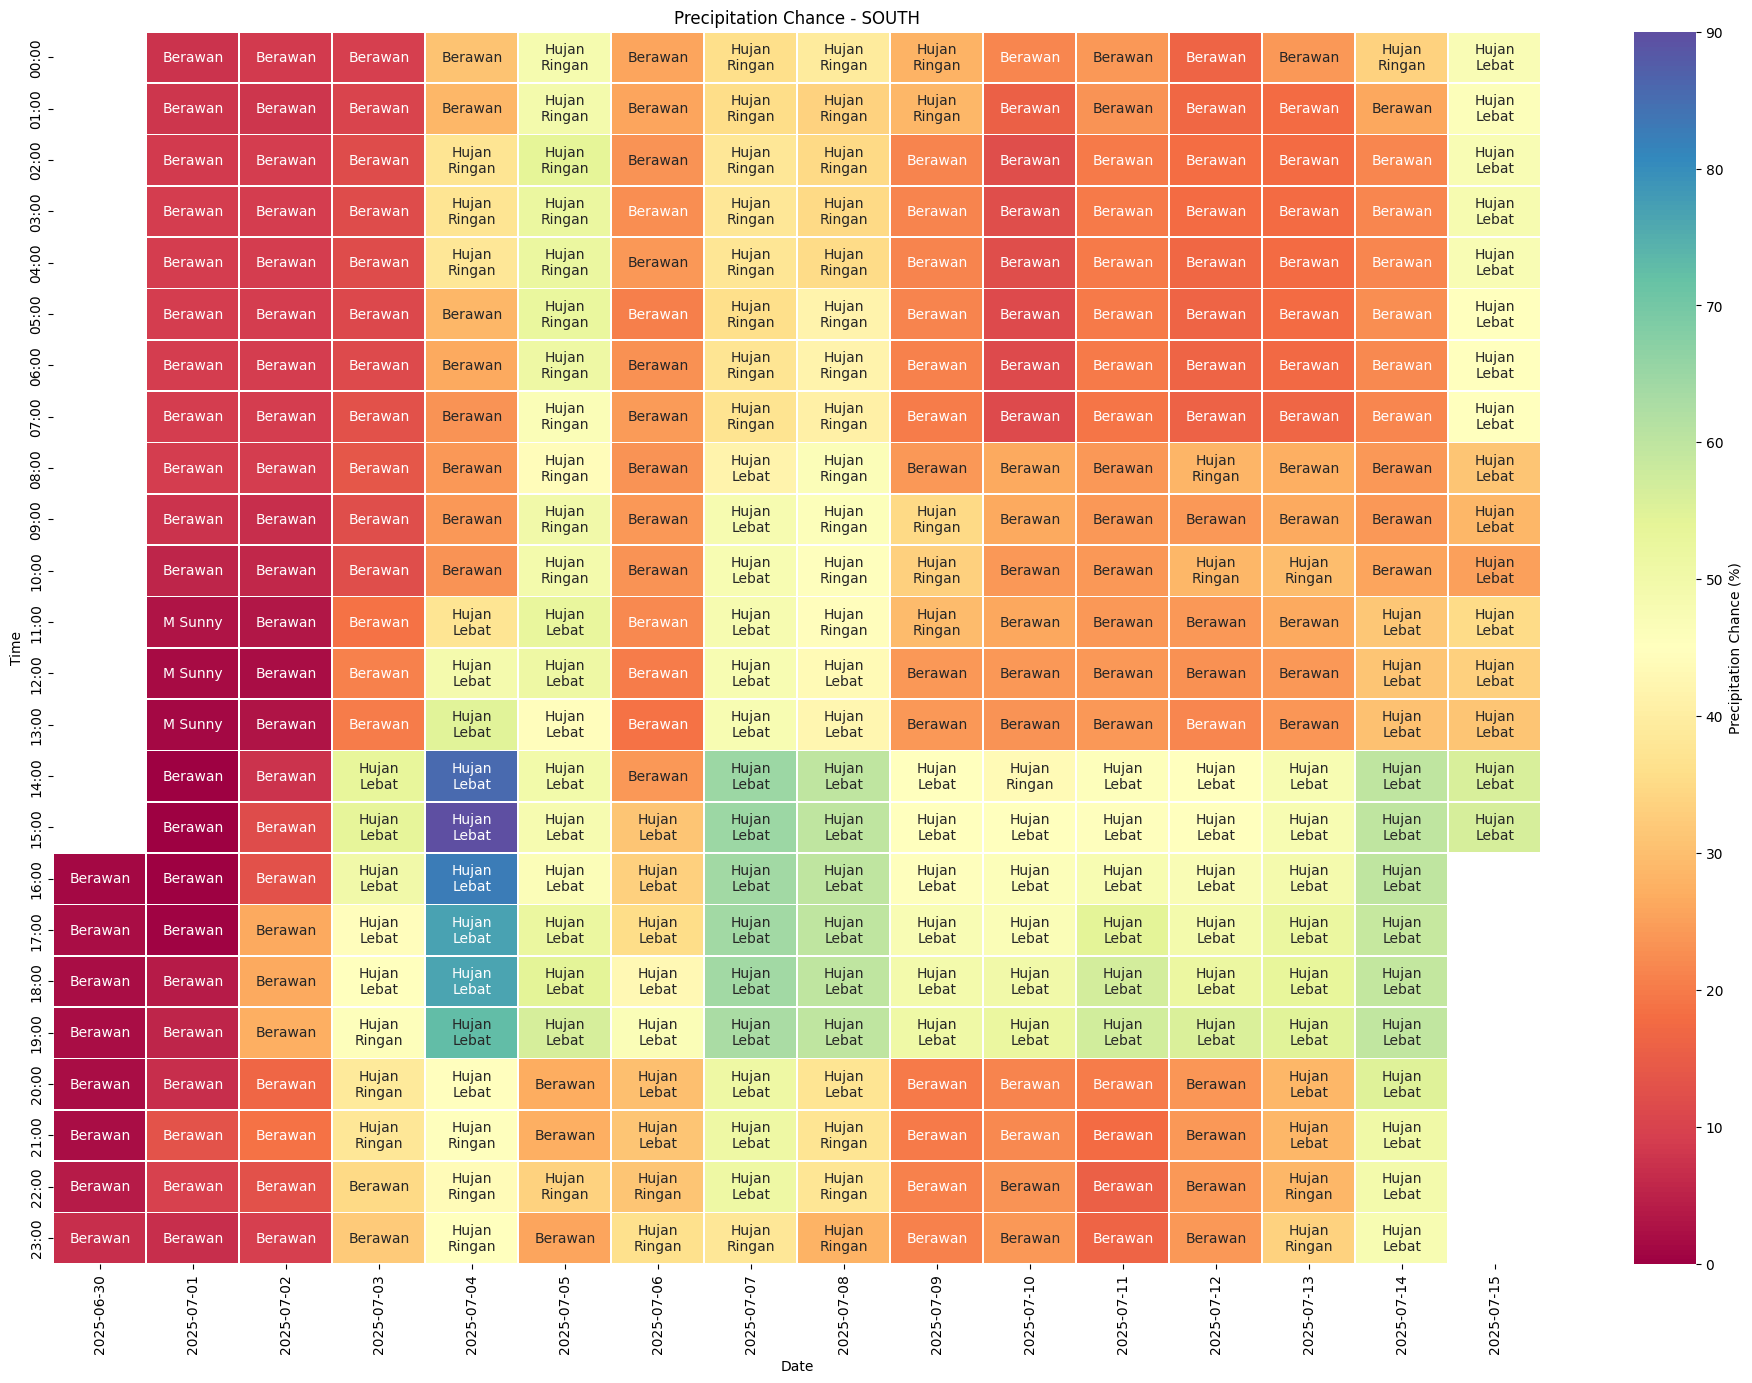 Precipitation Chance - SOUTH
00:00 Berawan Berawan Berawan Berawan Hujan Ringan Berawan Hujan Ringan Hujan Ringan Hujan Ringan Berawan Berawan Berawan Berawan Hujan Ringan Hujan Lebat
01:00 Berawan Berawan Berawan Berawan Hujan Ringan Berawan Hujan Ringan Hujan Ringan Hujan Ringan Berawan Berawan Berawan Berawan Berawan Hujan Lebat
02:00 Berawan Berawan Berawan Hujan Ringan Hujan Ringan Berawan Hujan Ringan Hujan Ringan Berawan Berawan Berawan Berawan Berawan Berawan Hujan Lebat
03:00 Berawan Berawan Berawan Hujan Ringan Hujan Ringan Berawan Hujan Ringan Hujan Ringan Berawan Berawan Berawan Berawan Berawan Berawan Hujan Lebat
04:00 Berawan Berawan Berawan Hujan Ringan Hujan Ringan Berawan Hujan Ringan Hujan Ringan Berawan Berawan Berawan Berawan Berawan Berawan Hujan Lebat
05:00 Berawan Berawan Berawan Berawan Hujan Ringan Berawan Hujan Ringan Hujan Ringan Berawan Berawan Berawan Berawan Berawan Berawan Hujan Lebat
06:00 Berawan Berawan Berawan Berawan Hujan Ringan Berawan Hujan Ringan Hujan Ringan Berawan Berawan Berawan Berawan Berawan Berawan Hujan Lebat
07:00 Berawan Berawan Berawan Berawan Hujan Ringan Berawan Hujan Ringan Hujan Ringan Berawan Berawan Berawan Berawan Berawan Berawan Hujan Lebat
08:00 Berawan Berawan Berawan Berawan Hujan Ringan Berawan Hujan Lebat Hujan Ringan Berawan Berawan Berawan Hujan Ringan Berawan Berawan Hujan Lebat
09:00 Berawan Berawan Berawan Berawan Hujan Ringan Berawan Hujan Lebat Hujan Ringan Hujan Ringan Berawan Berawan Berawan Berawan Berawan Hujan Lebat
10:00 Berawan Berawan Berawan Berawan Hujan Ringan Berawan Hujan Lebat Hujan Ringan Hujan Ringan Berawan Berawan Hujan Ringan Hujan Ringan Berawan Hujan Lebat
11:00 M Sunny Berawan Berawan Hujan Lebat Hujan Lebat Berawan Hujan Lebat Hujan Ringan Hujan Ringan Berawan Berawan Berawan Berawan Hujan Lebat Hujan Lebat
12:00 M Sunny Berawan Berawan Hujan Lebat Hujan Lebat Berawan Hujan Lebat Hujan Lebat Berawan Berawan Berawan Berawan Berawan Hujan Lebat Hujan Lebat
13:00 M Sunny Berawan Berawan Hujan Lebat Hujan Lebat Berawan Hujan Lebat Hujan Lebat Berawan Berawan Berawan Berawan Berawan Hujan Lebat Hujan Lebat
14:00 Berawan Berawan Hujan Lebat Hujan Lebat Hujan Lebat Berawan Hujan Lebat Hujan Lebat Hujan Lebat Hujan Ringan Hujan Lebat Hujan Lebat Hujan Lebat Hujan Lebat Hujan Lebat
15:00 Berawan Berawan Hujan Lebat Hujan Lebat Hujan Lebat Hujan Lebat Hujan Lebat Hujan Lebat Hujan Lebat Hujan Lebat Hujan Lebat Hujan Lebat Hujan Lebat Hujan Lebat Hujan Lebat
16:00 Berawan Berawan Berawan Hujan Lebat Hujan Lebat Hujan Lebat Hujan Lebat Hujan Lebat Hujan Lebat Hujan Lebat Hujan Lebat Hujan Lebat Hujan Lebat Hujan Lebat Hujan Lebat
17:00 Berawan Berawan Berawan Hujan Lebat Hujan Lebat Hujan Lebat Hujan Lebat Hujan Lebat Hujan Lebat Hujan Lebat Hujan Lebat Hujan Lebat Hujan Lebat Hujan Lebat Hujan Lebat
18:00 Berawan Berawan Berawan Hujan Lebat Hujan Lebat Hujan Lebat Hujan Lebat Hujan Lebat Hujan Lebat Hujan Lebat Hujan Lebat Hujan Lebat Hujan Lebat Hujan Lebat Hujan Lebat
19:00 Berawan Berawan Berawan Hujan Ringan Hujan Lebat Hujan Lebat Hujan Lebat Hujan Lebat Hujan Lebat Hujan Lebat Hujan Lebat Hujan Lebat Hujan Lebat Hujan Lebat Hujan Lebat
20:00 Berawan Berawan Berawan Hujan Ringan Hujan Lebat Berawan Hujan Lebat Hujan Lebat Hujan Lebat Berawan Berawan Berawan Berawan Hujan Lebat Hujan Lebat
21:00 Berawan Berawan Berawan Hujan Ringan Hujan Ringan Berawan Hujan Lebat Hujan Lebat Hujan Ringan Berawan Berawan Berawan Berawan Hujan Lebat Hujan Lebat
22:00 Berawan Berawan Berawan Berawan Hujan Ringan Hujan Ringan Hujan Ringan Hujan Lebat Hujan Ringan Berawan Berawan Berawan Berawan Hujan Ringan Hujan Lebat
23:00 Berawan Berawan Berawan Berawan Hujan Ringan Berawan Hujan Ringan Hujan Ringan Hujan Ringan Berawan Berawan Berawan Berawan Hujan Ringan Hujan Lebat
Time
2025-06-30 2025-07-01 2025-07-02 2025-07-03 2025-07-04 2025-07-05 2025-07-06 2025-07-07 2025-07-08 2025-07-09 2025-07-10 2025-07-11 2025-07-12 2025-07-13 2025-07-14 2025-07-15
Date
90
80
70
60
50
40
30
20
10
0
Precipitation Chance (%)